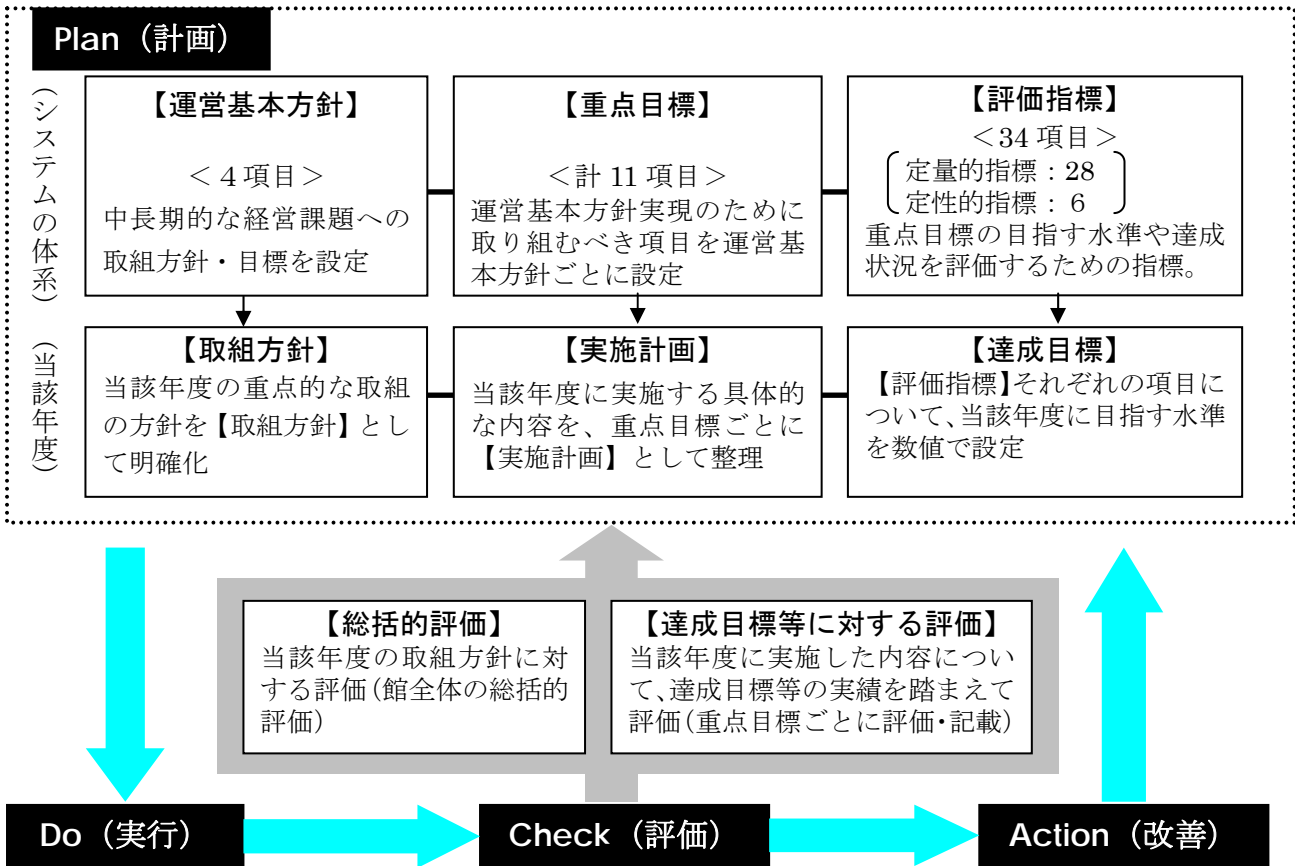 Plan（計画）
（システムの体系）
【運営基本方針】
＜４項目＞
中長期的な経営課題への
取組方針・目標を設定
【重点目標】
＜計 11 項目＞
運営基本方針実現のために
取り組むべき項目を運営基
本方針ごとに設定
【評価指標】
＜34 項目＞
定量的指標：28
定性的指標：６
重点目標の目指す水準や達成
状況を評価するための指標。
（当該年度）
【取組方針】
当該年度の重点的な取組
の方針を【取組方針】とし
て明確化
【実施計画】
当該年度に実施する具体的
な内容を、重点目標ごとに
【実施計画】として整理
【達成目標】
【評価指標】それぞれの項目に
ついて、当該年度に目指す水準
を数値で設定
【総括的評価】
当該年度の取組方針に対
する評価（館全体の総括的
評価）
【達成目標等に対する評価】
当該年度に実施した内容につい
て、達成目標等の実績を踏まえて
評価（重点目標ごとに評価・記載）
Do（実行）
Check（評価）
Action（改善）